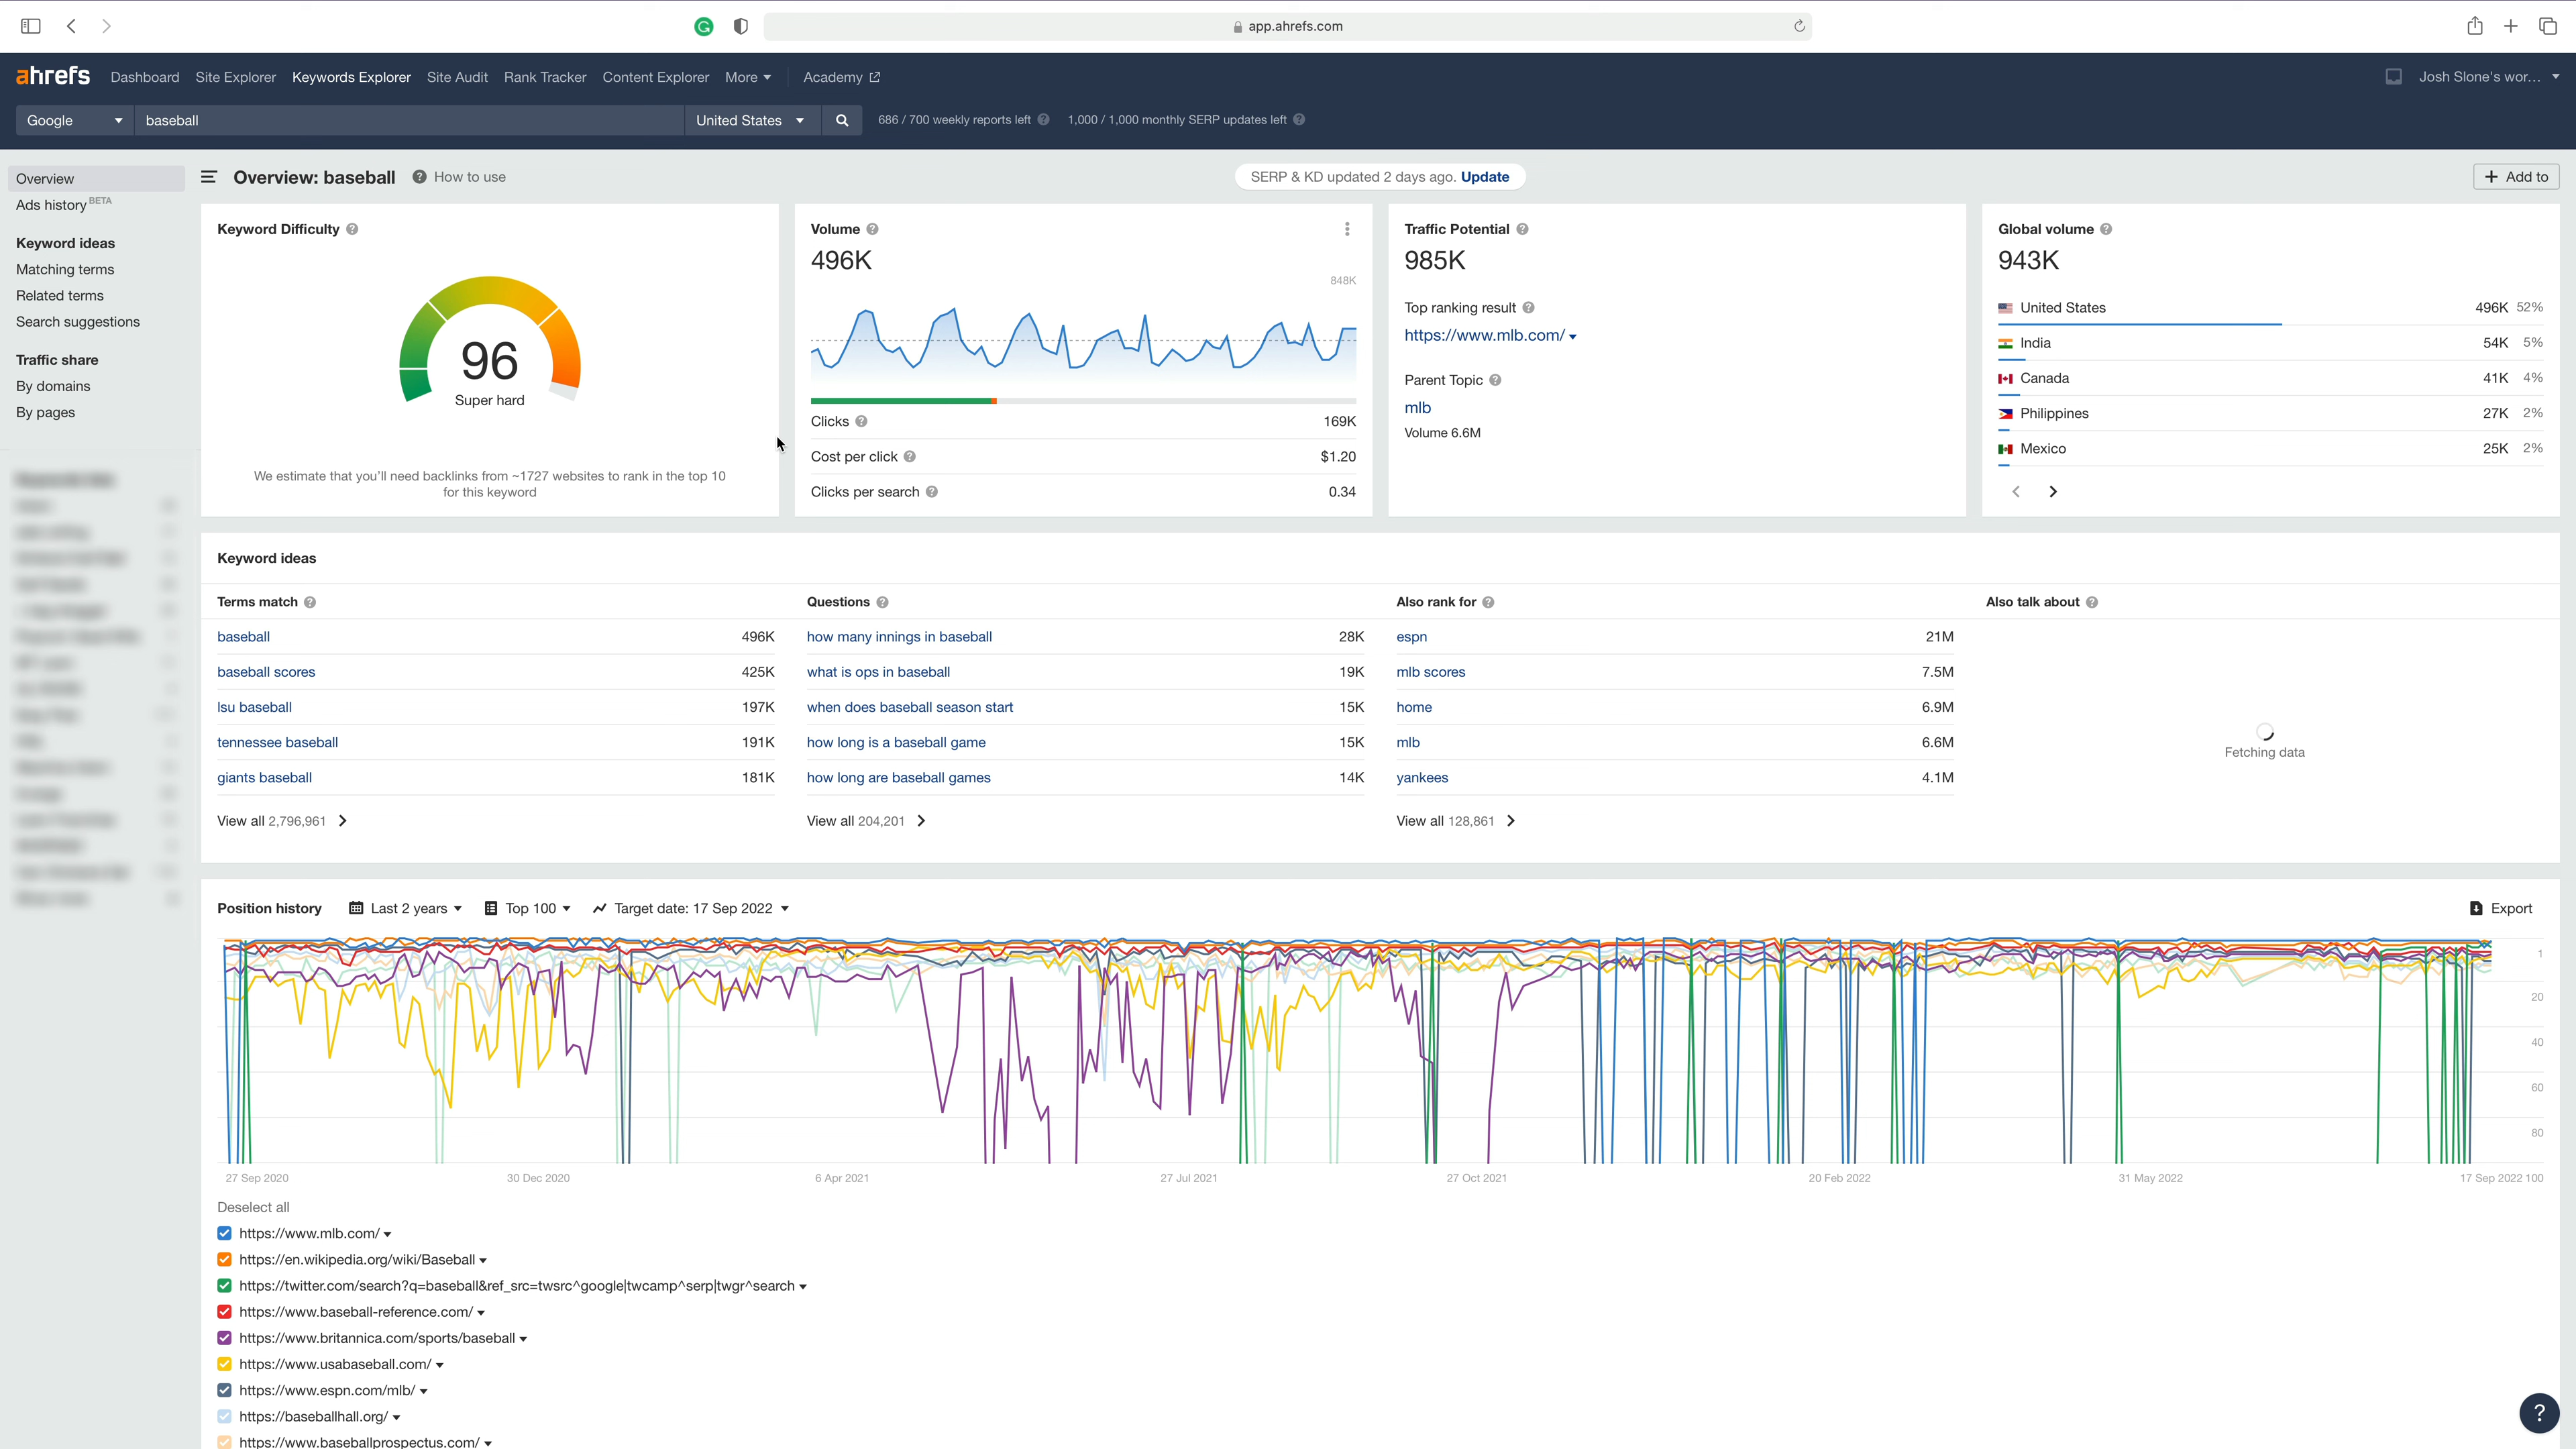 app.ahrefs.com
ahrefs Dashboard Site Explorer Keywords Explorer Site Audit Rank Tracker Content Explorer More Academy Josh Slone's wor...
Google baseball United States 686 / 700 weekly reports left 1,000 / 1,000 monthly SERP updates left
Overview
Ads history BETA
Keyword ideas
Matching terms
Related terms
Search suggestions
Traffic share
By domains
By pages
Overview: baseball How to use SERP & KD updated 2 days ago. Update Add to
Keyword Difficulty
96
Super hard
We estimate that you'll need backlinks from ~1727 websites to rank in the top 10
for this keyword
Volume
496K
848K
Clicks 169K
Cost per click $1.20
Clicks per search 0.34
Traffic Potential
985K
Top ranking result
https://www.mlb.com/
Parent Topic
mlb
Volume 6.6M
Global volume
943K
United States 496K 52%
India 54K 5%
Canada 41K 4%
Philippines 27K 2%
Mexico 25K 2%
Keyword ideas
Terms match
baseball 496K
baseball scores 425K
lsu baseball 197K
tennessee baseball 191K
giants baseball 181K
View all 2,796,961
Questions
how many innings in baseball 28K
what is ops in baseball 19K
when does baseball season start 15K
how long is a baseball game 15K
how long are baseball games 14K
View all 204,201
Also rank for
espn 21M
mlb scores 7.5M
home 6.9M
mlb 6.6M
yankees 4.1M
View all 128,861
Also talk about
Fetching data
Position history Last 2 years Top 100 Target date: 17 Sep 2022 Export
1
20
40
60
80
27 Sep 2020 30 Dec 2020 6 Apr 2021 27 Jul 2021 27 Oct 2021 20 Feb 2022 31 May 2022 17 Sep 2022 100
Deselect all
https://www.mlb.com/
https://en.wikipedia.org/wiki/Baseball
https://twitter.com/search?q=baseball&ref_src=twsrc^google|twcamp^serp|twgr^search
https://www.baseball-reference.com/
https://www.britannica.com/sports/baseball
https://www.usabaseball.com/
https://www.espn.com/mlb/
https://baseballhall.org/
https://www.baseballprospectus.com/
?